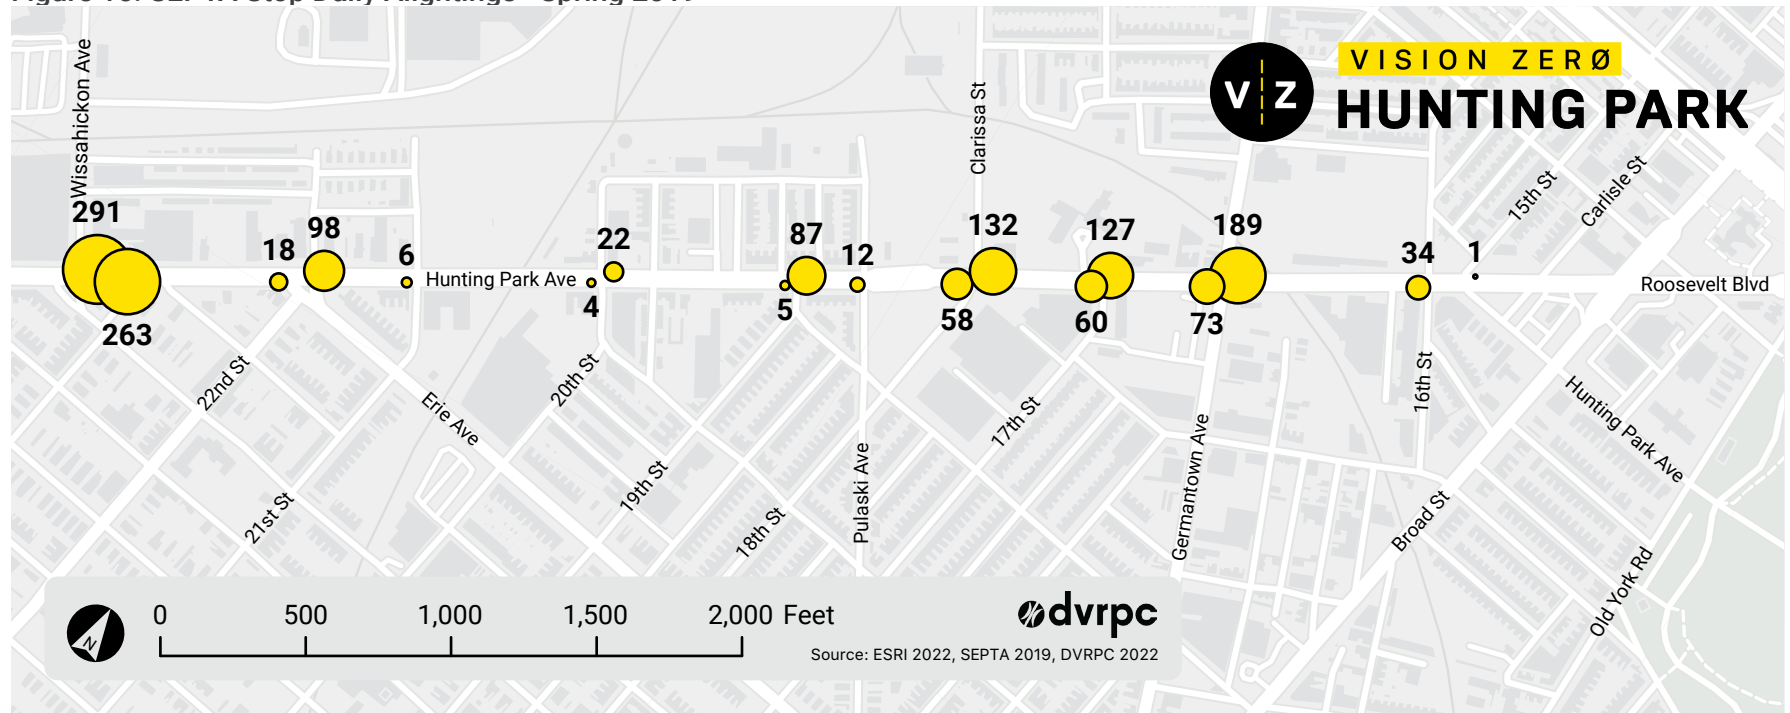 Wissahickon Ave
Clarissa St
V Z
VISION ZERØ
HUNTING PARK
15th St
Carlisle St
291
18
98
6
22
87
12
132
127
189
34
1
Hunting Park Ave
Roosevelt Blvd
263
4
5
58
60
73
22nd St
Erie Ave
20th St
17th St
16th St
Hunting Park Ave
21st St
19th St
18th St
Pulaski Ave
Germantown Ave
Broad St
Old York Rd
N
0 500 1,000 1,500 2,000 Feet
dvrpc
Source: ESRI 2022, SEPTA 2019, DVRPC 2022